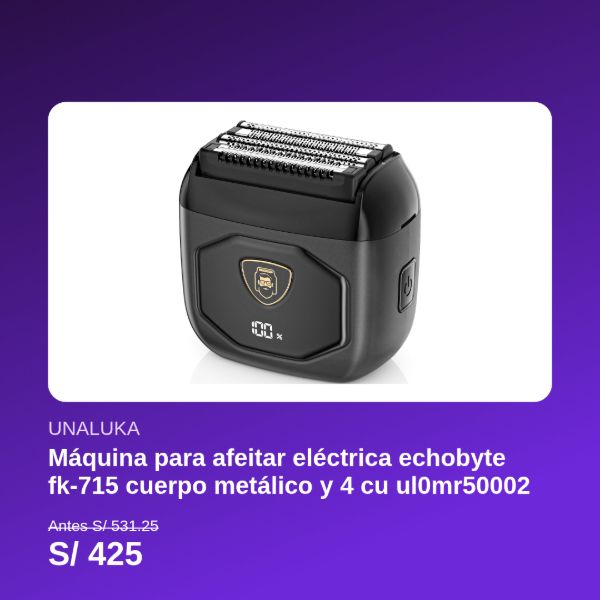 100 %
UNALUKA
Máquina para afeitar eléctrica echobyte
fk-715 cuerpo metálico y 4 cu ul0mr50002
Antes S/ 531.25
S/ 425